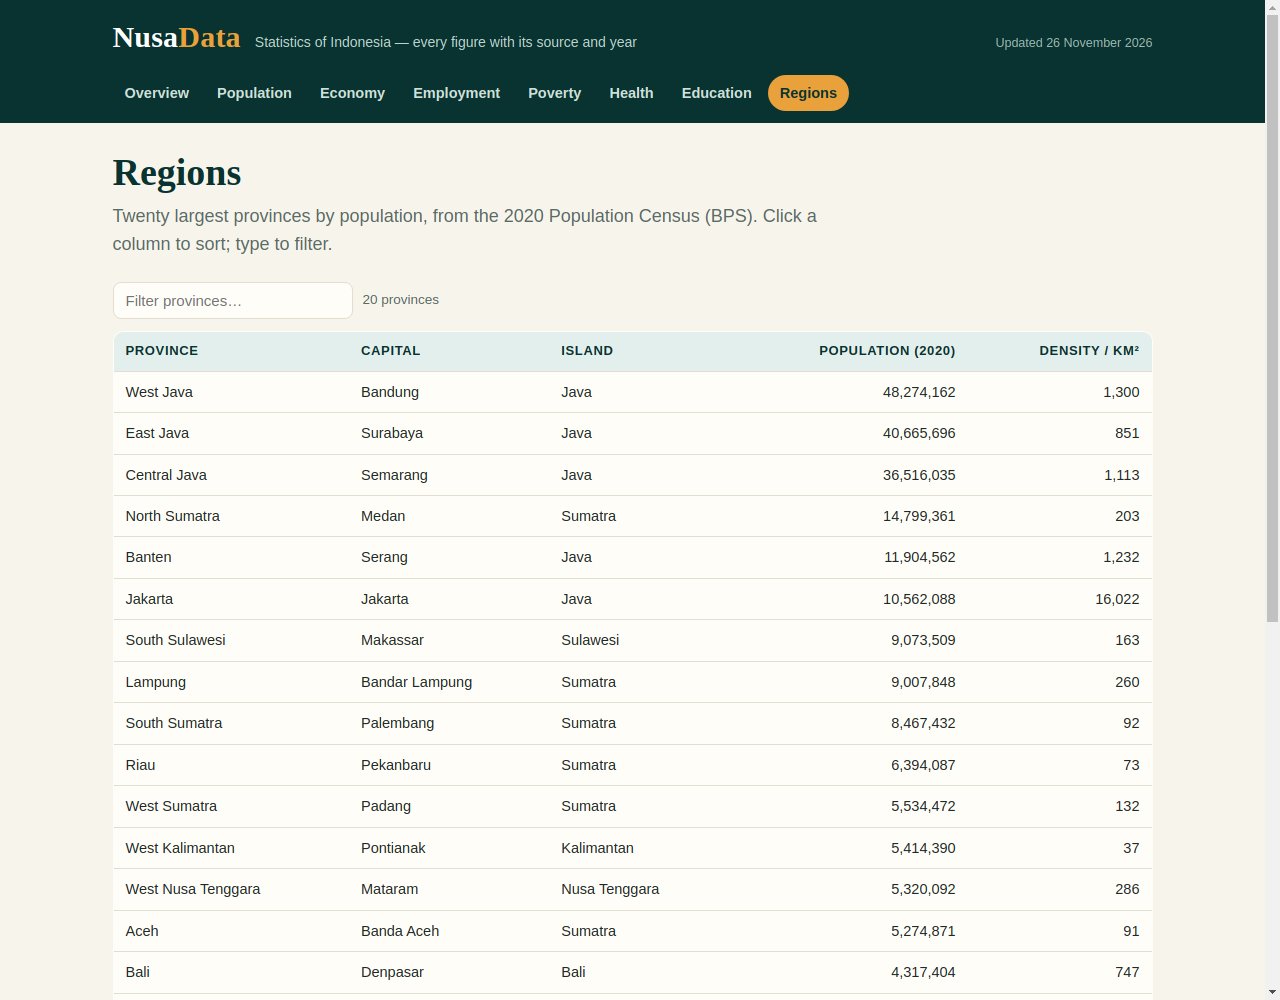 NusaData Statistics of Indonesia — every figure with its source and year Updated 26 November 2026
Overview Population Economy Employment Poverty Health Education Regions
Regions
Twenty largest provinces by population, from the 2020 Population Census (BPS). Click a
column to sort; type to filter.
Filter provinces… 20 provinces
PROVINCE CAPITAL ISLAND POPULATION (2020) DENSITY / KM²
West Java Bandung Java 48,274,162 1,300
East Java Surabaya Java 40,665,696 851
Central Java Semarang Java 36,516,035 1,113
North Sumatra Medan Sumatra 14,799,361 203
Banten Serang Java 11,904,562 1,232
Jakarta Jakarta Java 10,562,088 16,022
South Sulawesi Makassar Sulawesi 9,073,509 163
Lampung Bandar Lampung Sumatra 9,007,848 260
South Sumatra Palembang Sumatra 8,467,432 92
Riau Pekanbaru Sumatra 6,394,087 73
West Sumatra Padang Sumatra 5,534,472 132
West Kalimantan Pontianak Kalimantan 5,414,390 37
West Nusa Tenggara Mataram Nusa Tenggara 5,320,092 286
Aceh Banda Aceh Sumatra 5,274,871 91
Bali Denpasar Bali 4,317,404 747